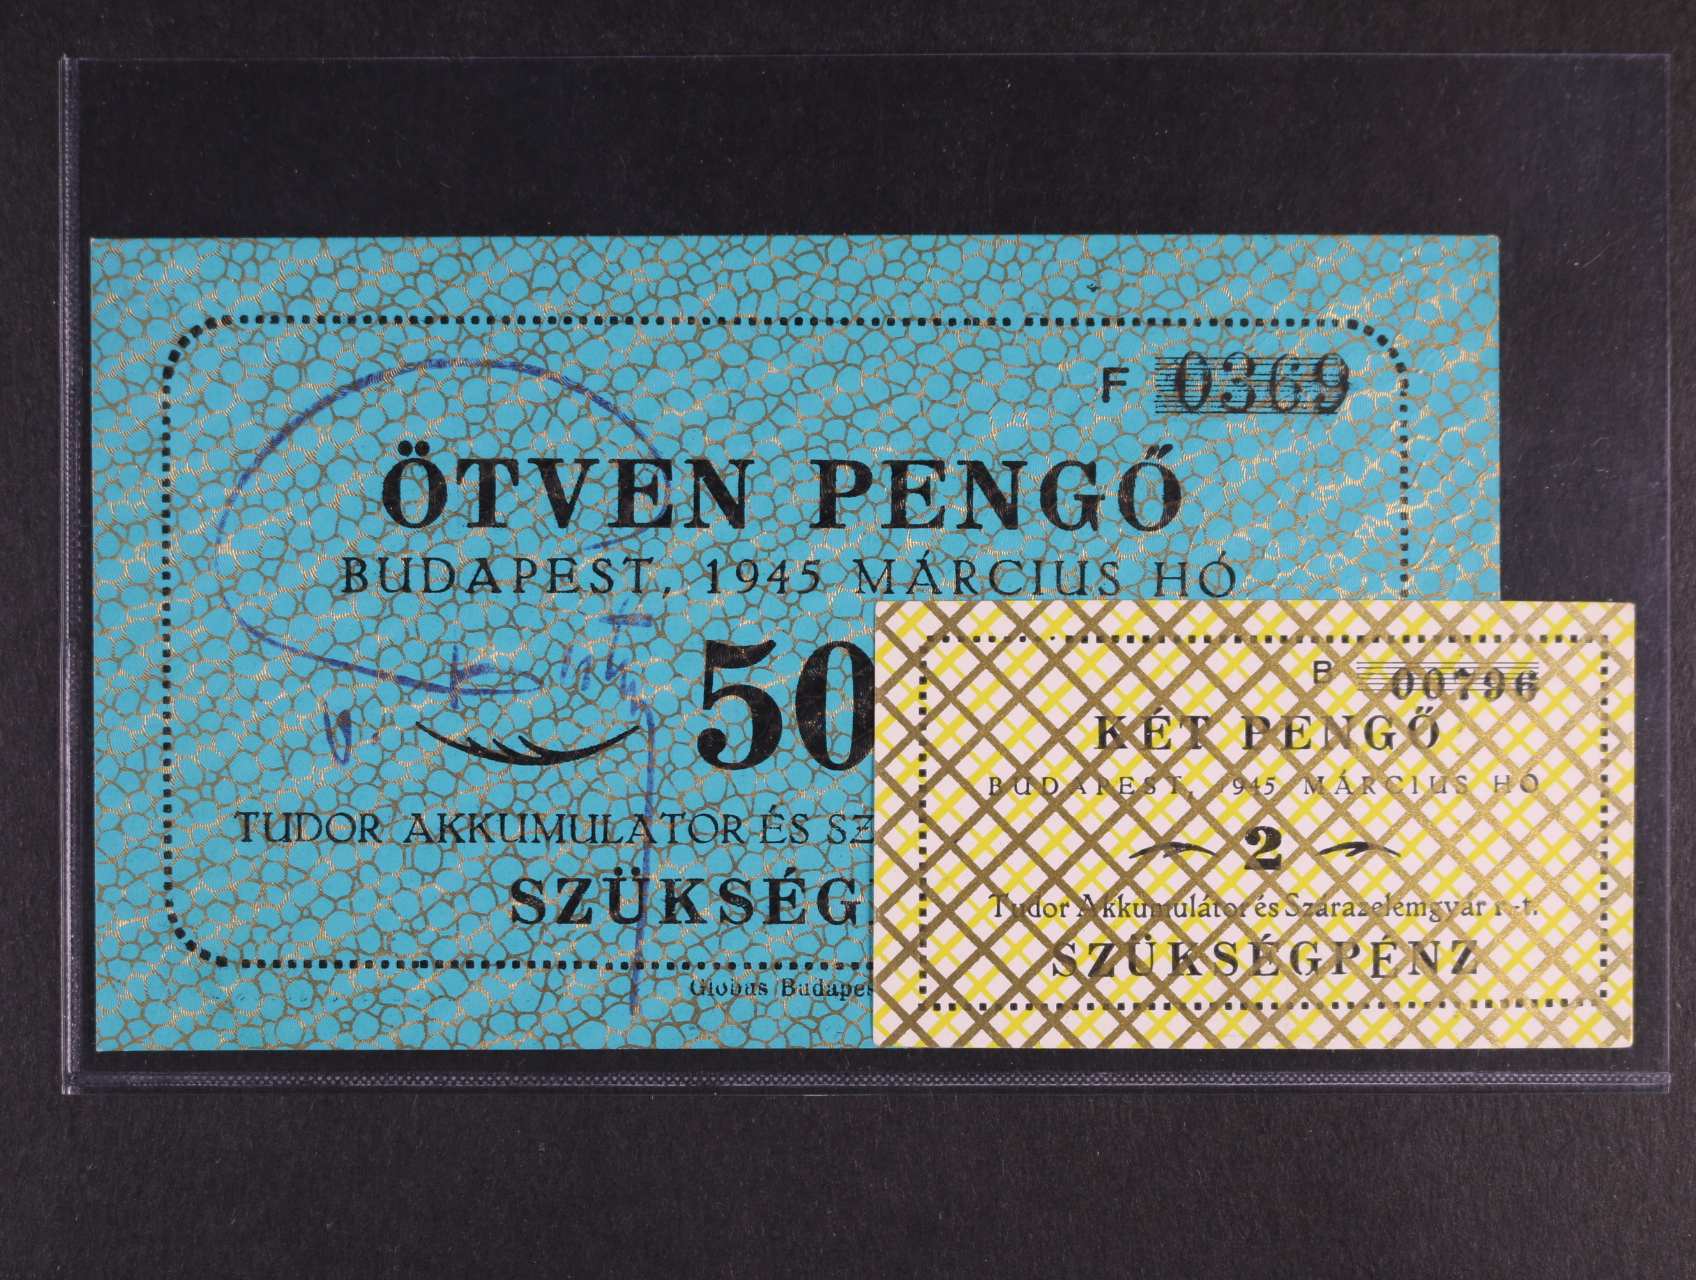 F 0369
ÖTVEN PENGŐ
BUDAPEST, 1945 MÁRCIUS HÓ
50
TUDOR AKKUMULATOR ÉS SZ
SZÜKSÉG
Globus Budapes
B 00796
KÉT PENGŐ
BUDAPEST, 1945 MÁRCIUS HÓ
2
Tudor Akkumulátor és Szárazelemgyár r.-t.
SZÜKSÉGPÉNZ